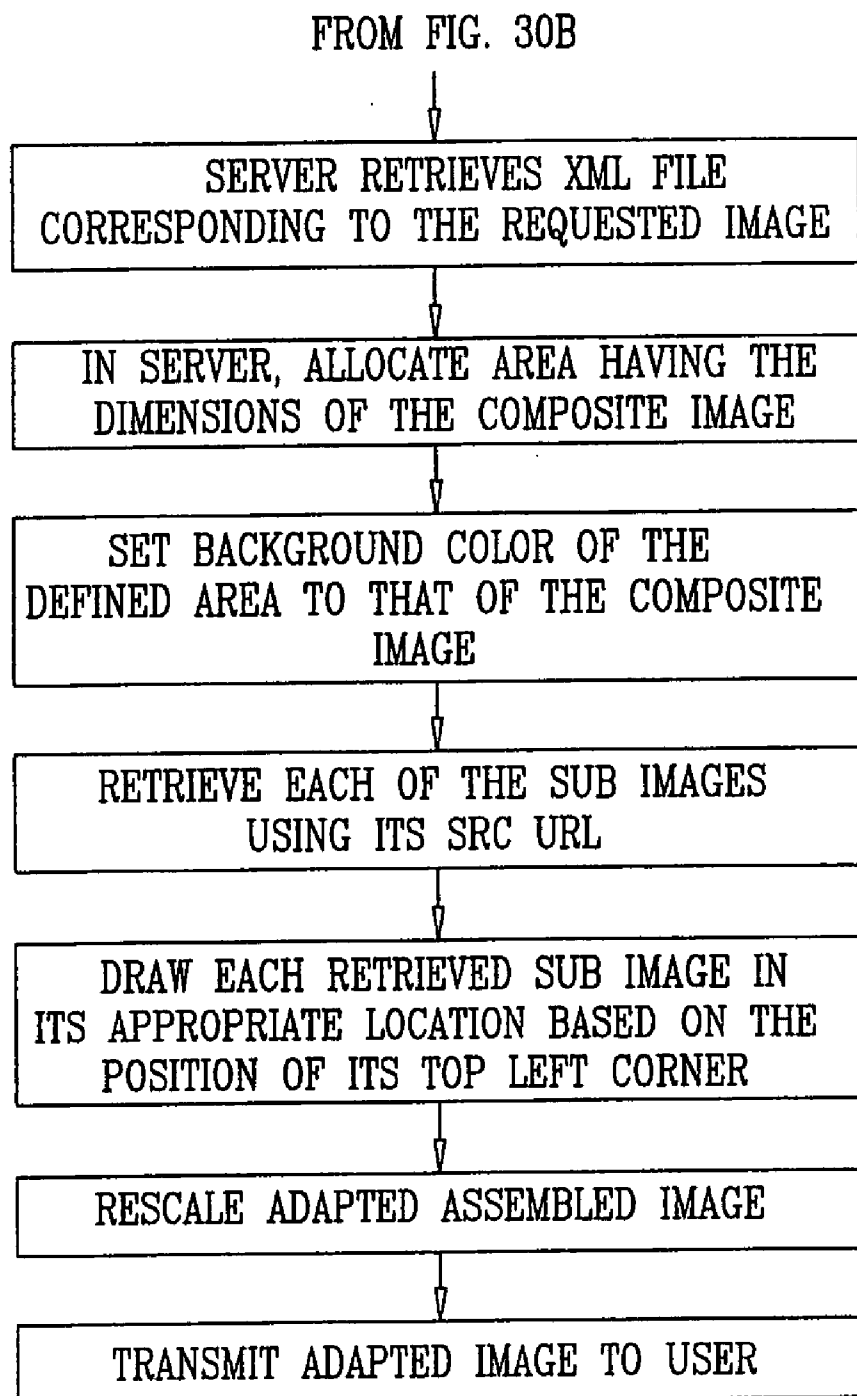 FROM FIG. 30B
SERVER RETRIEVES XML FILE
CORRESPONDING TO THE REQUESTED IMAGE
IN SERVER, ALLOCATE AREA HAVING THE
DIMENSIONS OF THE COMPOSITE IMAGE
SET BACKGROUND COLOR OF THE
DEFINED AREA TO THAT OF THE COMPOSITE
IMAGE
RETRIEVE EACH OF THE SUB IMAGES
USING ITS SRC URL
DRAW EACH RETRIEVED SUB IMAGE IN
ITS APPROPRIATE LOCATION BASED ON THE
POSITION OF ITS TOP LEFT CORNER
RESCALE ADAPTED ASSEMBLED IMAGE
TRANSMIT ADAPTED IMAGE TO USER